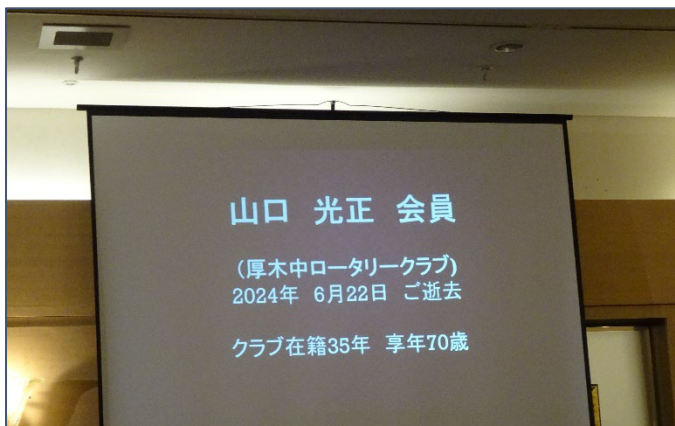 山口　光正　会員
(厚木中ロータリークラブ)
2024年　6月22日　ご逝去
クラブ在籍35年　享年70歳